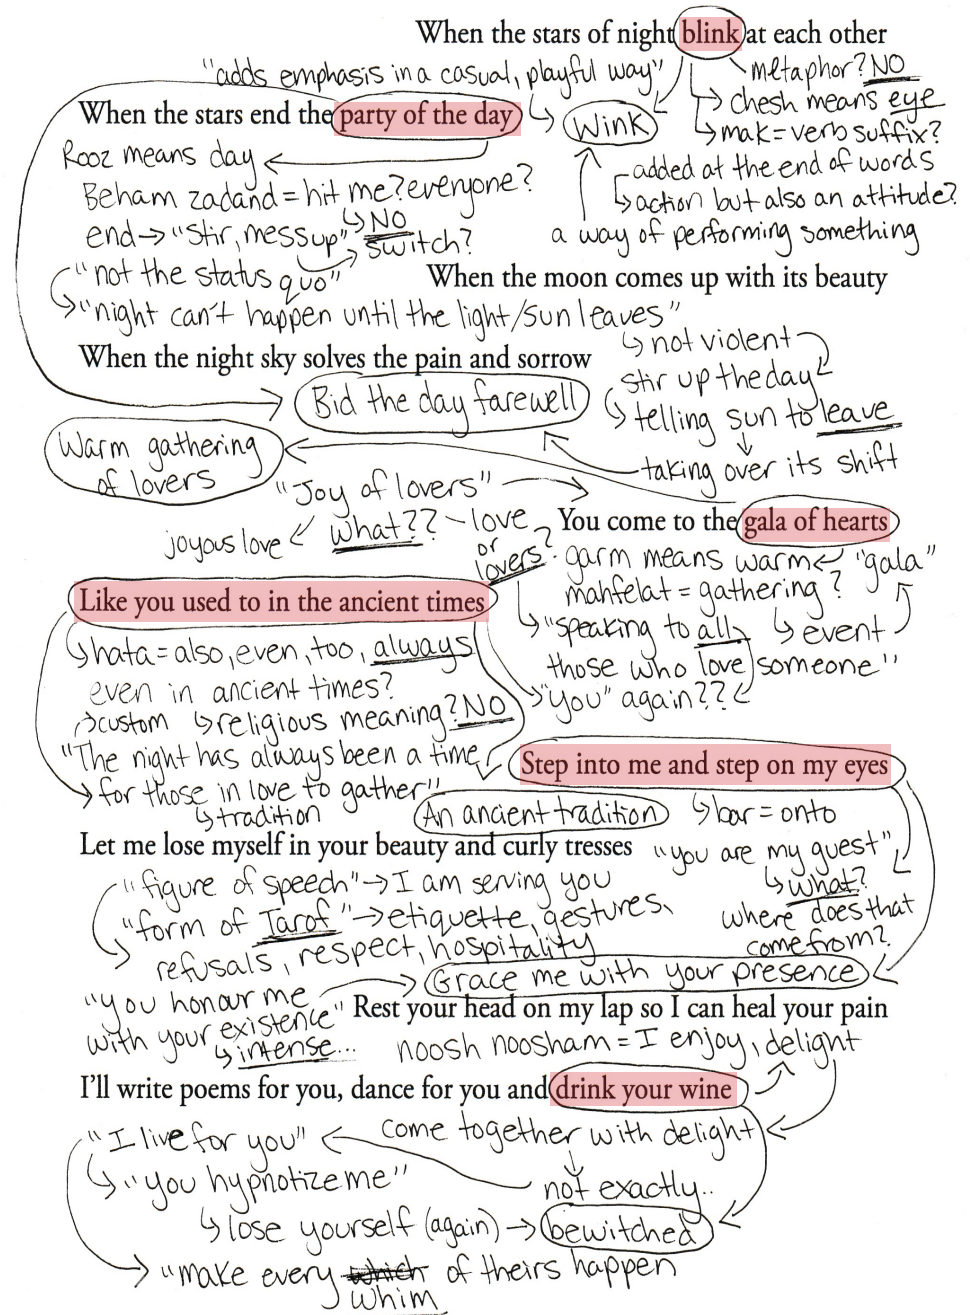 When the stars of night blink at each other
"adds emphasis in a casual, playful way"
metaphor? NO
chesh means eye
mak = verb suffix?
Wink
added at the end of words
action but also an attitude?
a way of performing something
When the stars end the party of the day
Rooz means day
Beham zadand = hit me? everyone?
NO
end → "stir, mess up" switch?
"not the status quo"
"night can't happen until the light/sun leaves"
When the moon comes up with its beauty
not violent
stir up the day
telling sun to leave
taking over its shift
When the night sky solves the pain and sorrow
Bid the day farewell
Warm gathering
of lovers
"Joy of lovers"
joyous love
what?? - love
or
lovers?
You come to the gala of hearts
garm means warm "gala"
mahfelat = gathering?
event
"speaking to all
those who love someone"
"you" again??
Like you used to in the ancient times
hata = also, even, too, always
even in ancient times?
custom religious meaning? NO
"The night has always been a time
for those in love to gather"
tradition
An ancient tradition
Step into me and step on my eyes
bar = onto
"you are my guest"
what?
where does that
come from?
Let me lose myself in your beauty and curly tresses
"figure of speech" → I am serving you
"form of Tarof" → etiquette, gestures,
refusals, respect, hospitality
Grace me with your presence
"you honour me
with your existence"
intense...
Rest your head on my lap so I can heal your pain
noosh noosham = I enjoy, delight
I'll write poems for you, dance for you and drink your wine
come together with delight
not exactly..
"I live for you"
"you hypnotize me"
lose yourself (again) → bewitched
"make every which of theirs happen
whim